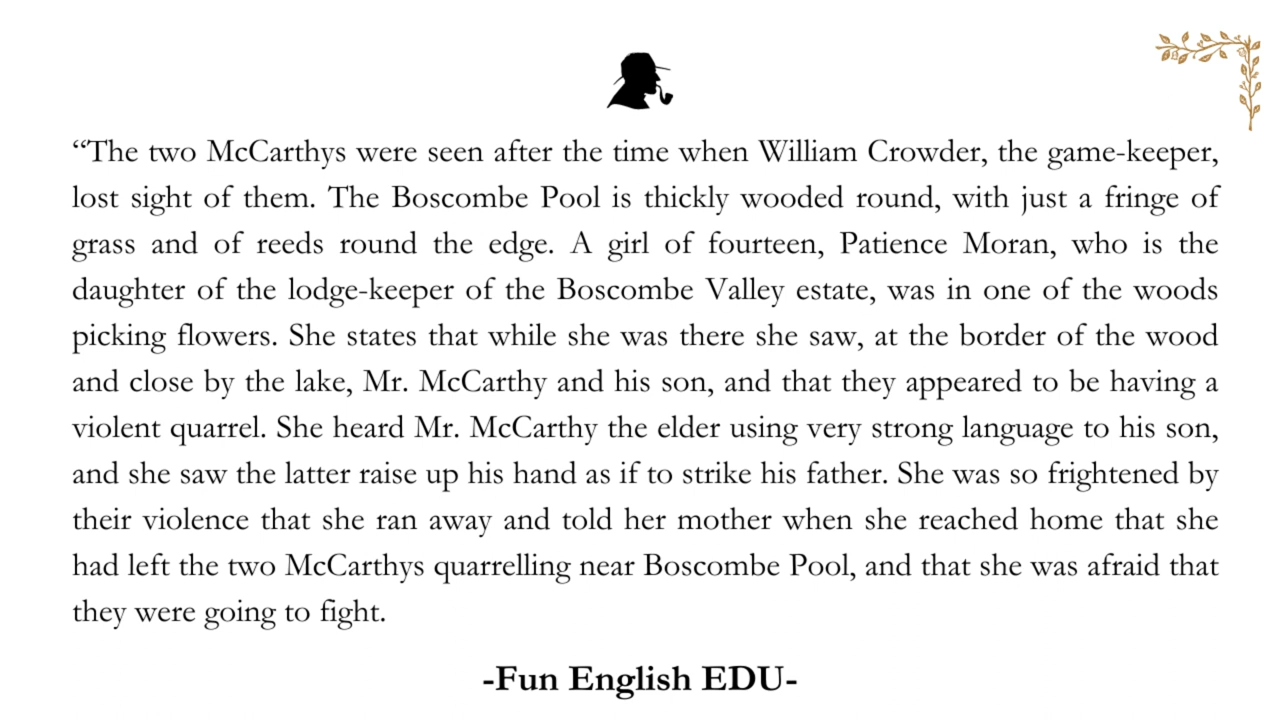 “The two McCarthys were seen after the time when William Crowder, the game-keeper,
lost sight of them. The Boscombe Pool is thickly wooded round, with just a fringe of
grass and of reeds round the edge. A girl of fourteen, Patience Moran, who is the
daughter of the lodge-keeper of the Boscombe Valley estate, was in one of the woods
picking flowers. She states that while she was there she saw, at the border of the wood
and close by the lake, Mr. McCarthy and his son, and that they appeared to be having a
violent quarrel. She heard Mr. McCarthy the elder using very strong language to his son,
and she saw the latter raise up his hand as if to strike his father. She was so frightened by
their violence that she ran away and told her mother when she reached home that she
had left the two McCarthys quarrelling near Boscombe Pool, and that she was afraid that
they were going to fight.
-Fun English EDU-